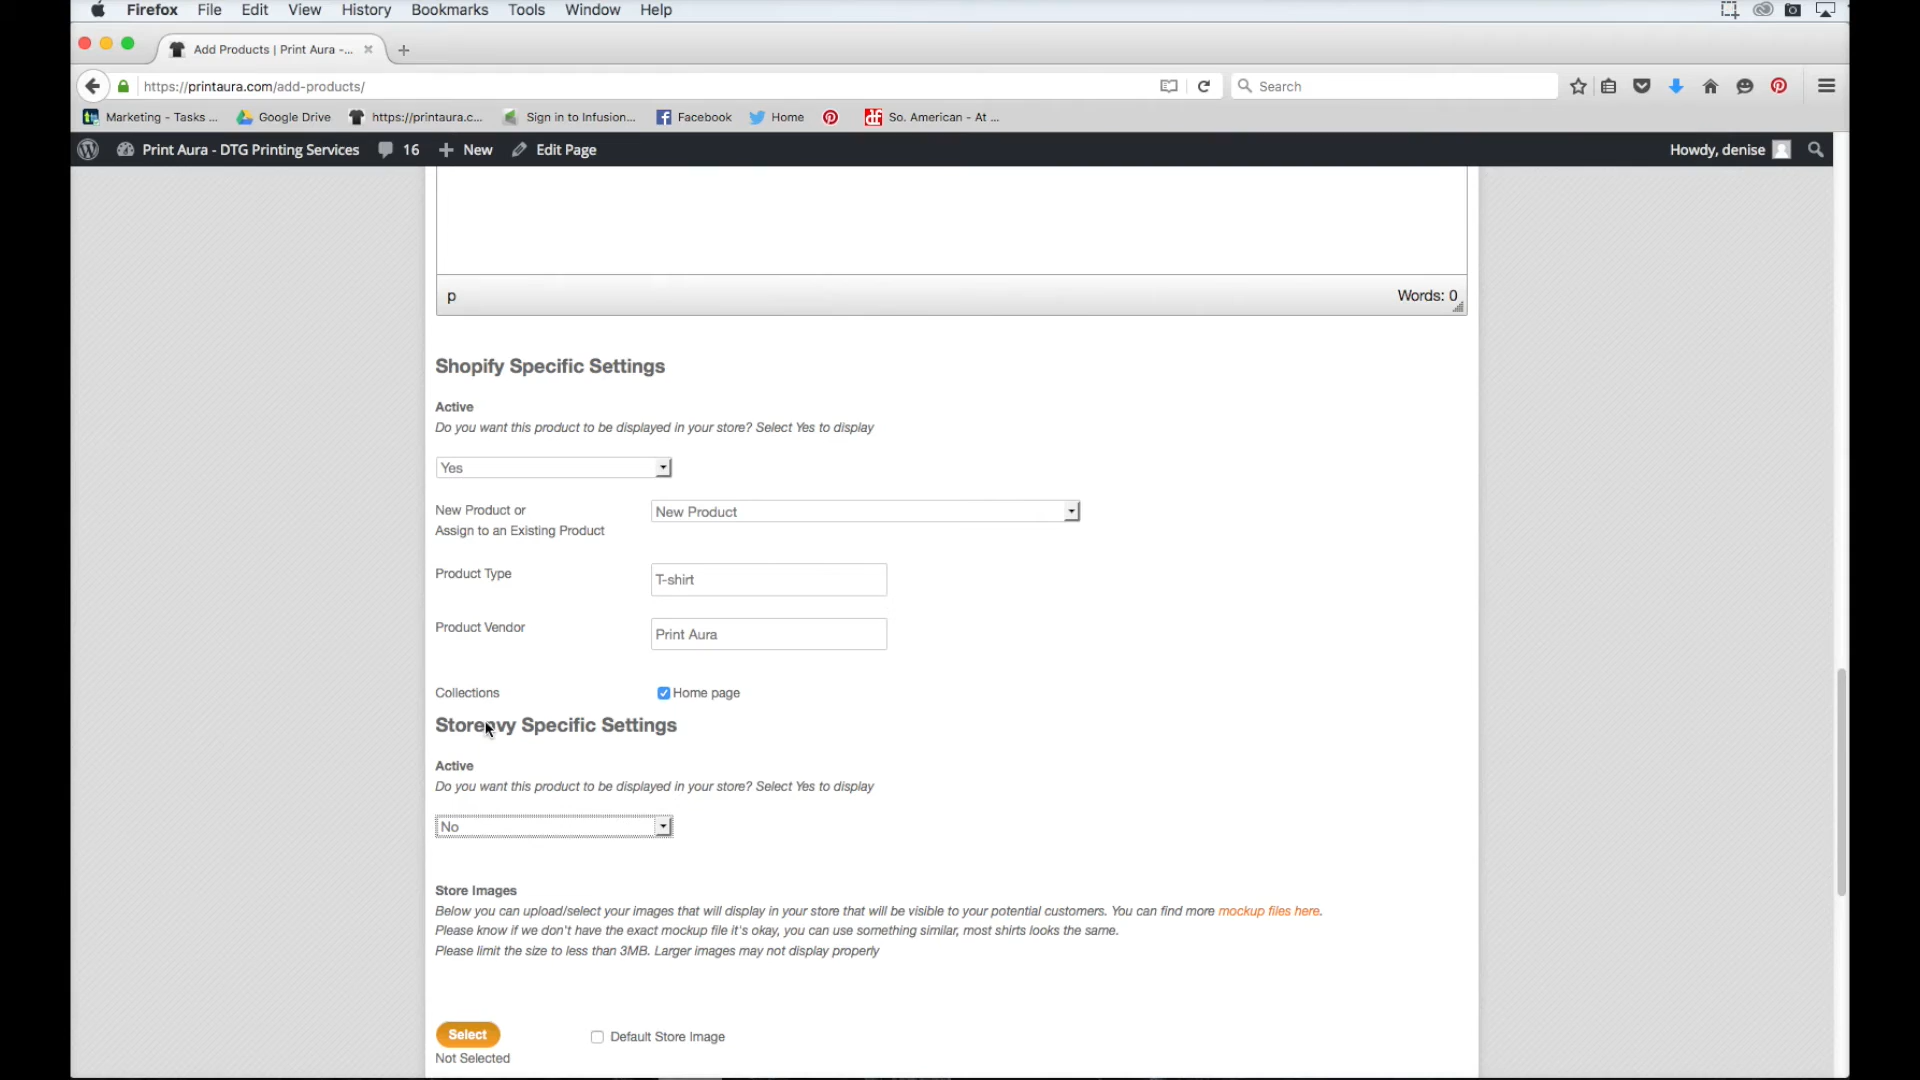 Firefox File Edit View History Bookmarks Tools Window Help
Add Products | Print Aura -...
https://printaura.com/add-products/
Search
Marketing - Tasks ... Google Drive https://printaura.c... Sign in to Infusion... Facebook Home So. American - At ...
Print Aura - DTG Printing Services 16 New Edit Page Howdy, denise
p Words: 0
Shopify Specific Settings
Active
Do you want this product to be displayed in your store? Select Yes to display
Yes
New Product or
Assign to an Existing Product
New Product
Product Type T-shirt
Product Vendor Print Aura
Collections Home page
Storenvy Specific Settings
Active
Do you want this product to be displayed in your store? Select Yes to display
No
Store Images
Below you can upload/select your images that will display in your store that will be visible to your potential customers. You can find more mockup files here.
Please know if we don't have the exact mockup file it's okay, you can use something similar, most shirts looks the same.
Please limit the size to less than 3MB. Larger images may not display properly
Select Default Store Image
Not Selected